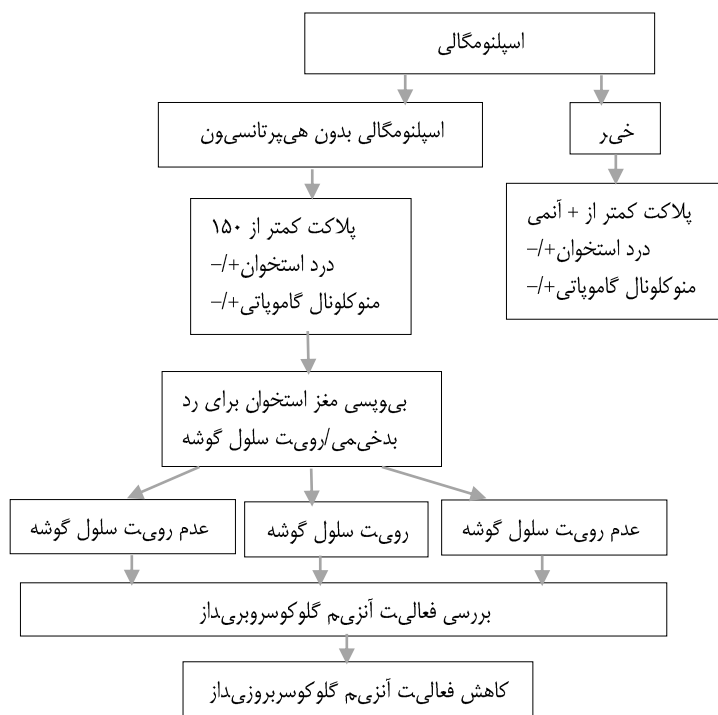 اسپلنومگالی
اسپلنومگالی بدون هیپرتانسیون
خیر
پلاکت کمتر از ۱۵۰
درد استخوان+/–
منوکلونال گاموپاتی+/–
پلاکت کمتر از + آنمی
درد استخوان+/–
منوکلونال گاموپاتی+/–
بیوپسی مغز استخوان برای رد
بدخیمی/رویت سلول گوشه
عدم رویت سلول گوشه
رویت سلول گوشه
عدم رویت سلول گوشه
بررسی فعالیت آنزیم گلوکوسروبریداز
کاهش فعالیت آنزیم گلوکوسربروزیداز